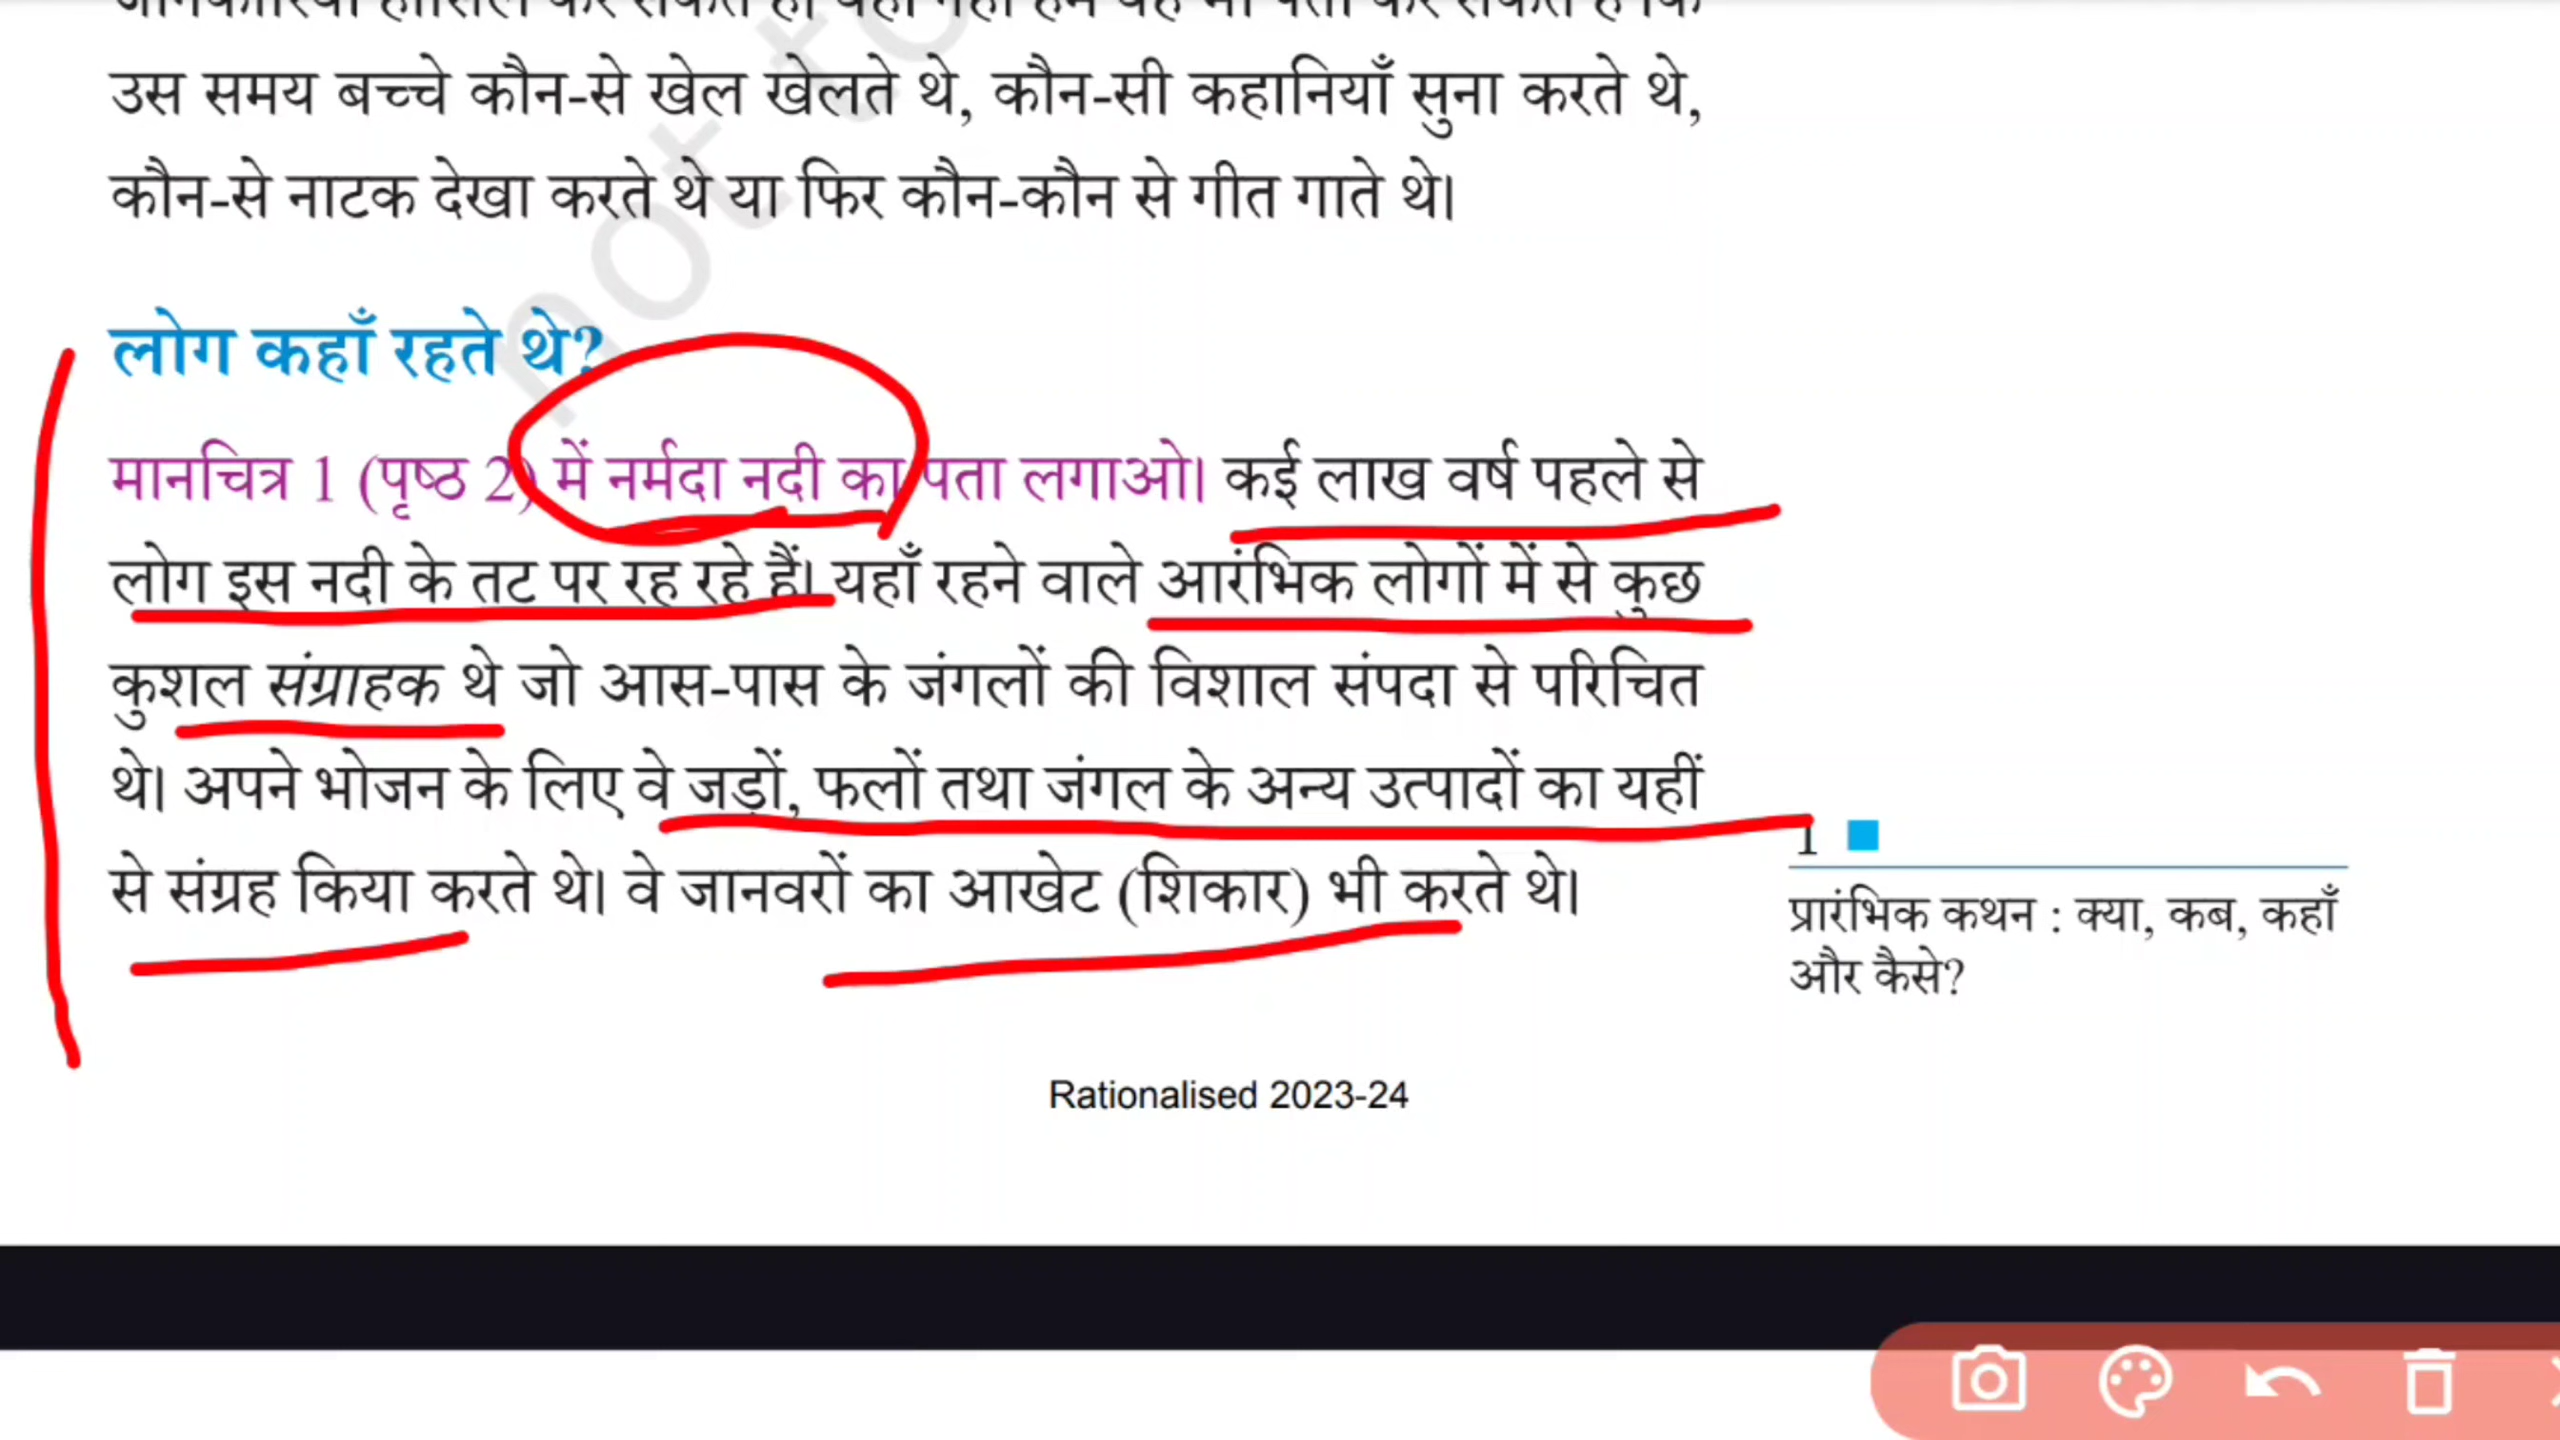 उस समय बच्चे कौन-से खेल खेलते थे, कौन-सी कहानियाँ सुना करते थे,
कौन-से नाटक देखा करते थे या फिर कौन-कौन से गीत गाते थे।
not to
लोग कहाँ रहते थे?
मानचित्र 1 (पृष्ठ 2) में नर्मदा नदी का पता लगाओ। कई लाख वर्ष पहले से
लोग इस नदी के तट पर रह रहे हैं। यहाँ रहने वाले आरंभिक लोगों में से कुछ
कुशल संग्राहक थे जो आस-पास के जंगलों की विशाल संपदा से परिचित
थे। अपने भोजन के लिए वे जड़ों, फलों तथा जंगल के अन्य उत्पादों का यहीं
से संग्रह किया करते थे। वे जानवरों का आखेट (शिकार) भी करते थे।
1
प्रारंभिक कथन : क्या, कब, कहाँ
और कैसे?
Rationalised 2023-24